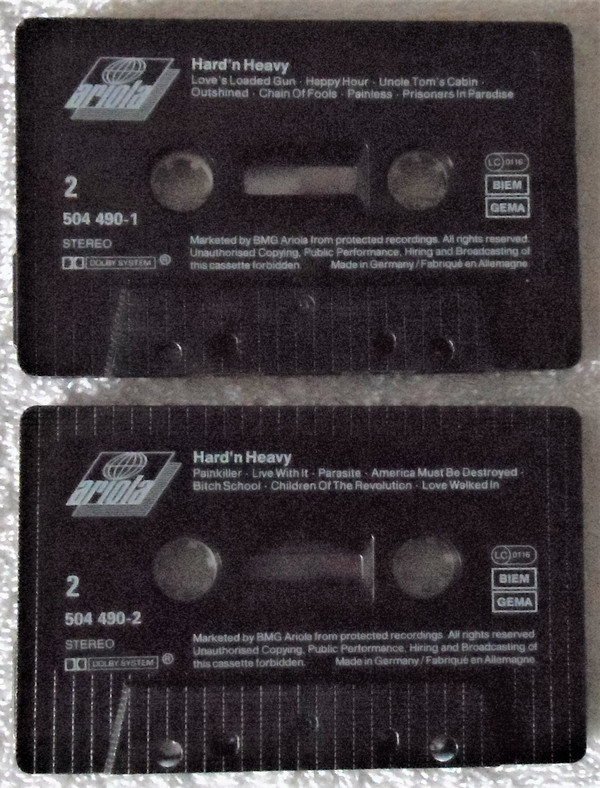 ariola
Hard'n Heavy
Love's Loaded Gun · Happy Hour · Uncle Tom's Cabin ·
Outshined · Chain Of Fools · Painless · Prisoners In Paradise
LC 0116
2
BIEM
504 490-1
GEMA
STEREO
DOLBY SYSTEM ®
Marketed by BMG Ariola from protected recordings. All rights reserved.
Unauthorised Copying, Public Performance, Hiring and Broadcasting of
this cassette forbidden. Made in Germany / Fabriqué en Allemagne
ariola
Hard'n Heavy
Painkiller · Live With It · Parasite · America Must Be Destroyed ·
Bitch School · Children Of The Revolution · Love Walked In
LC 0116
2
BIEM
504 490-2
GEMA
STEREO
DOLBY SYSTEM ®
Marketed by BMG Ariola from protected recordings. All rights reserved
Unauthorised Copying, Public Performance, Hiring and Broadcasting of
this cassette forbidden. Made in Germany / Fabriqué en Allemagne